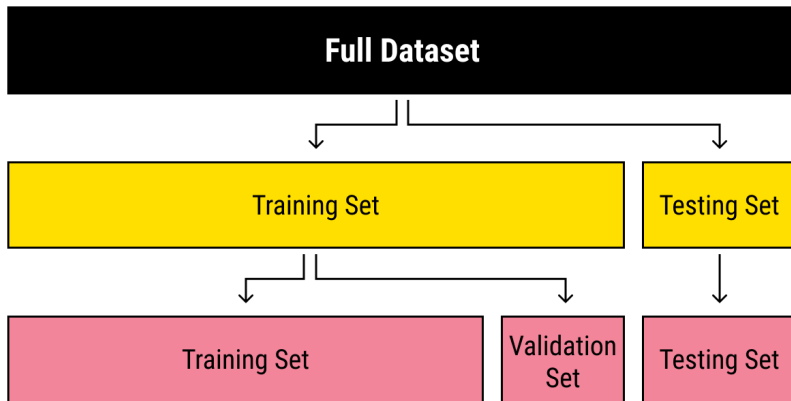 Full Dataset
Training Set
Testing Set
Training Set
Validation
Set
Testing Set